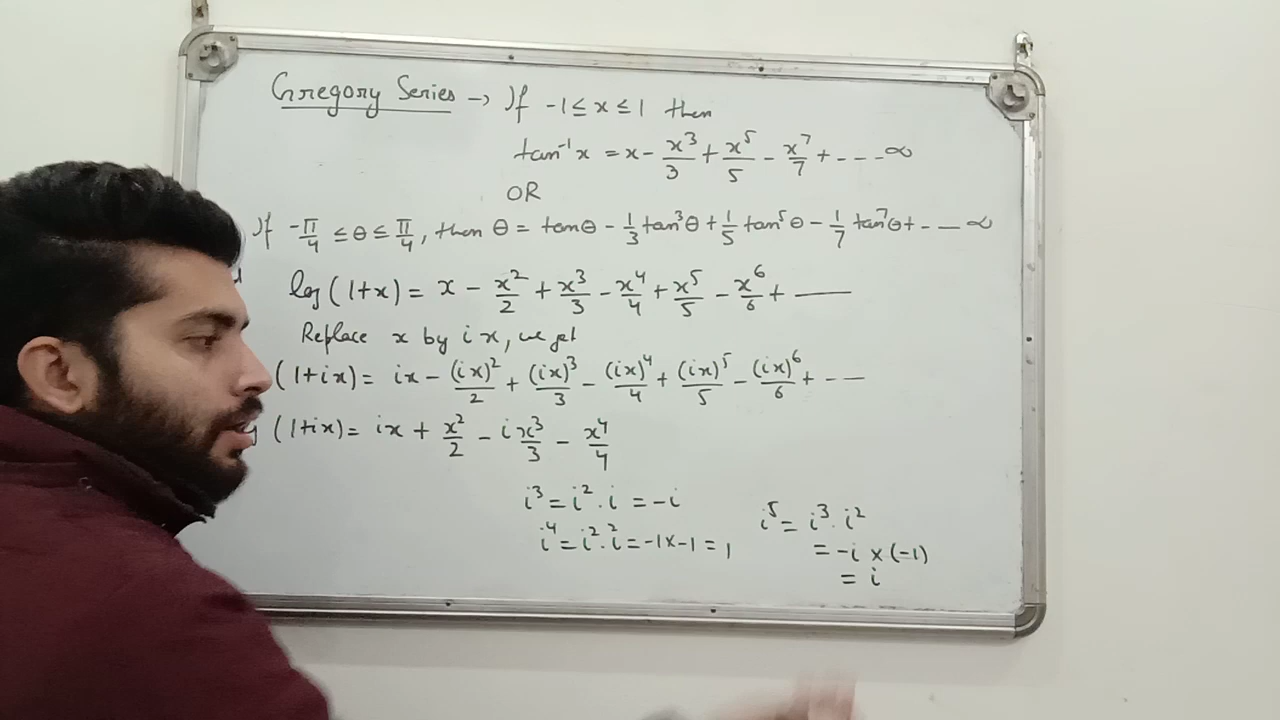 Gregory Series → If -1 ≤ x ≤ 1 then
tan⁻¹x = x - x³/3 + x⁵/5 - x⁷/7 + --- ∞
OR
If -π/4 ≤ θ ≤ π/4, then θ = tanθ - 1/3 tan³θ + 1/5 tan⁵θ - 1/7 tan⁷θ + -- ∞
log(1+x) = x - x²/2 + x³/3 - x⁴/4 + x⁵/5 - x⁶/6 + ---
Replace x by ix, we get
(1+ix) = ix - (ix)²/2 + (ix)³/3 - (ix)⁴/4 + (ix)⁵/5 - (ix)⁶/6 + ---
(1+ix) = ix + x²/2 - ix³/3 - x⁴/4
i³ = i².i = -i
i⁴ = i².i² = -1x-1 = 1
i⁵ = i³.i²
= -i x (-1)
= i